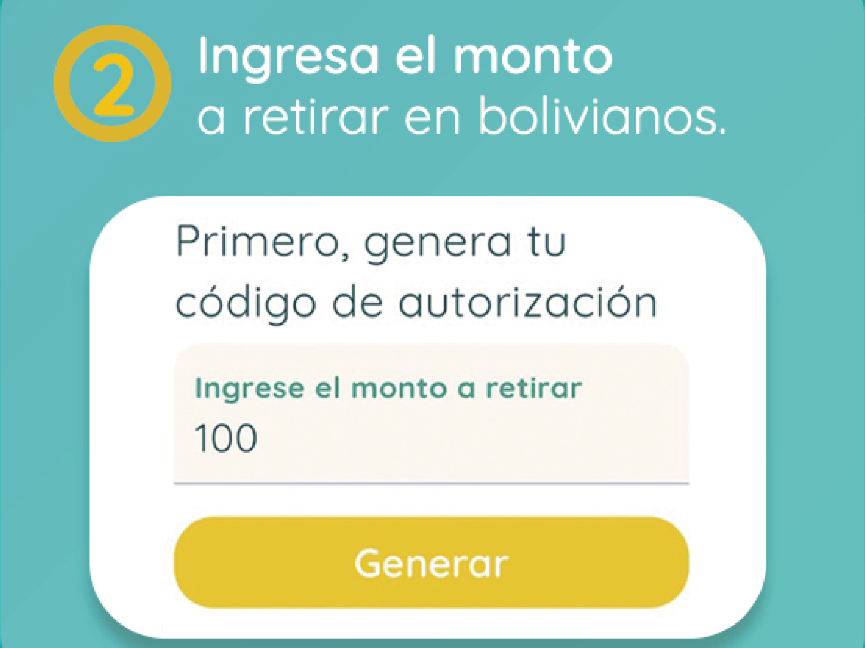 2
Ingresa el monto
a retirar en bolivianos.
Primero, genera tu
código de autorización
Ingrese el monto a retirar
100
Generar